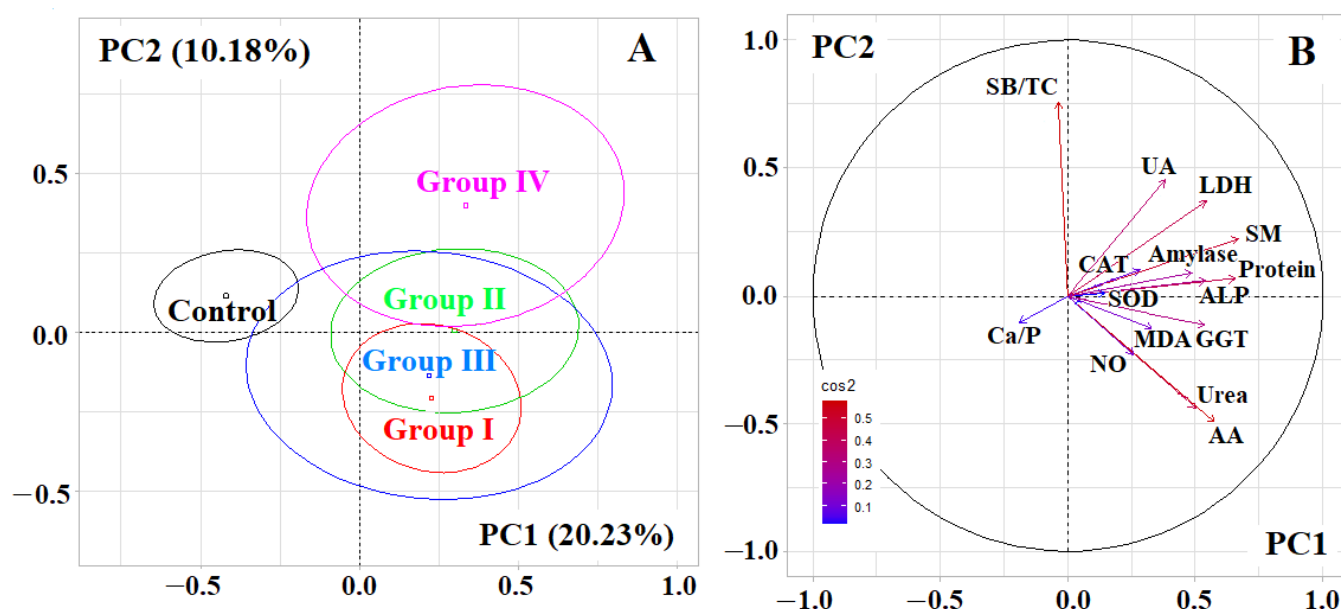 PC2 (10.18%)
A
0.5
0.0
−0.5
Group IV
Group II
Control
Group III
Group I
PC1 (20.23%)
−0.5
0.0
0.5
1.0
1.0
PC2
B
SB/TC
0.5
UA
LDH
SM
CAT
Amylase
Protein
0.0
SOD
ALP
Ca/P
MDA
GGT
NO
cos2
0.5
0.4
0.3
0.2
0.1
Urea
AA
−0.5
−1.0
PC1
−1.0
−0.5
0.0
0.5
1.0